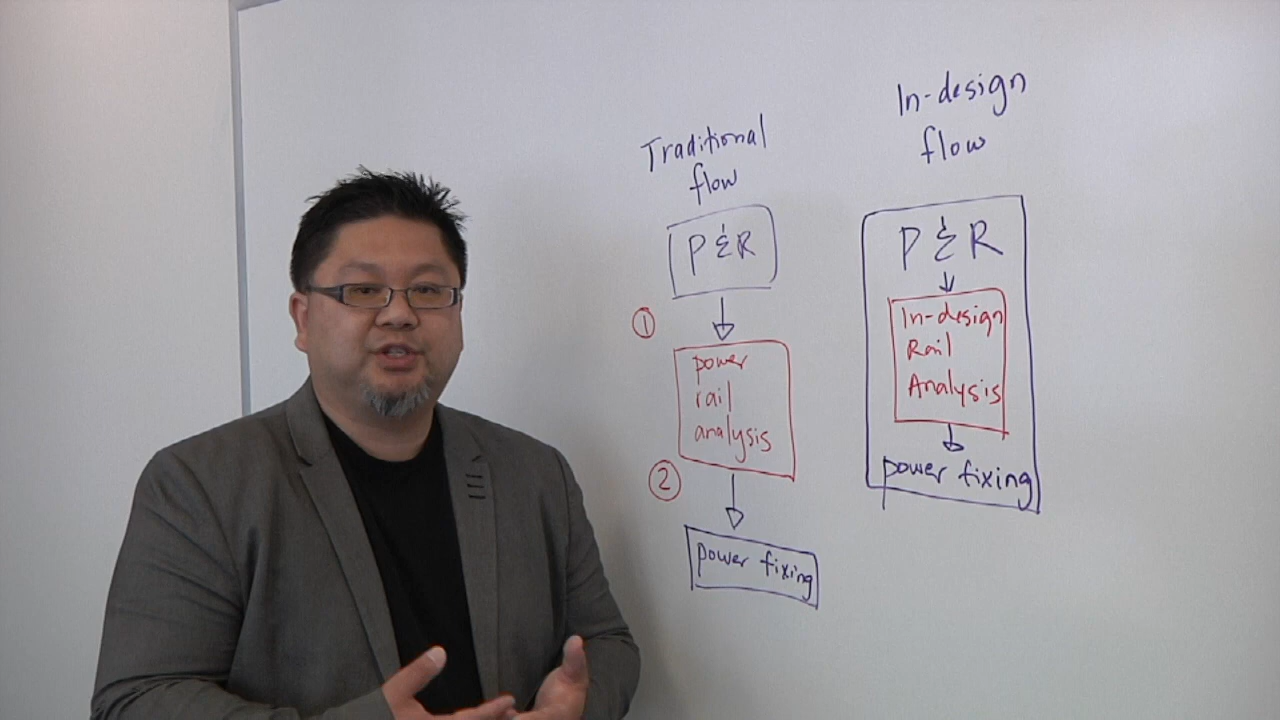 Traditional
flow
P & R
①
power
rail
analysis
②
power fixing
In-design
flow
P & R
In-design
Rail
Analysis
power fixing